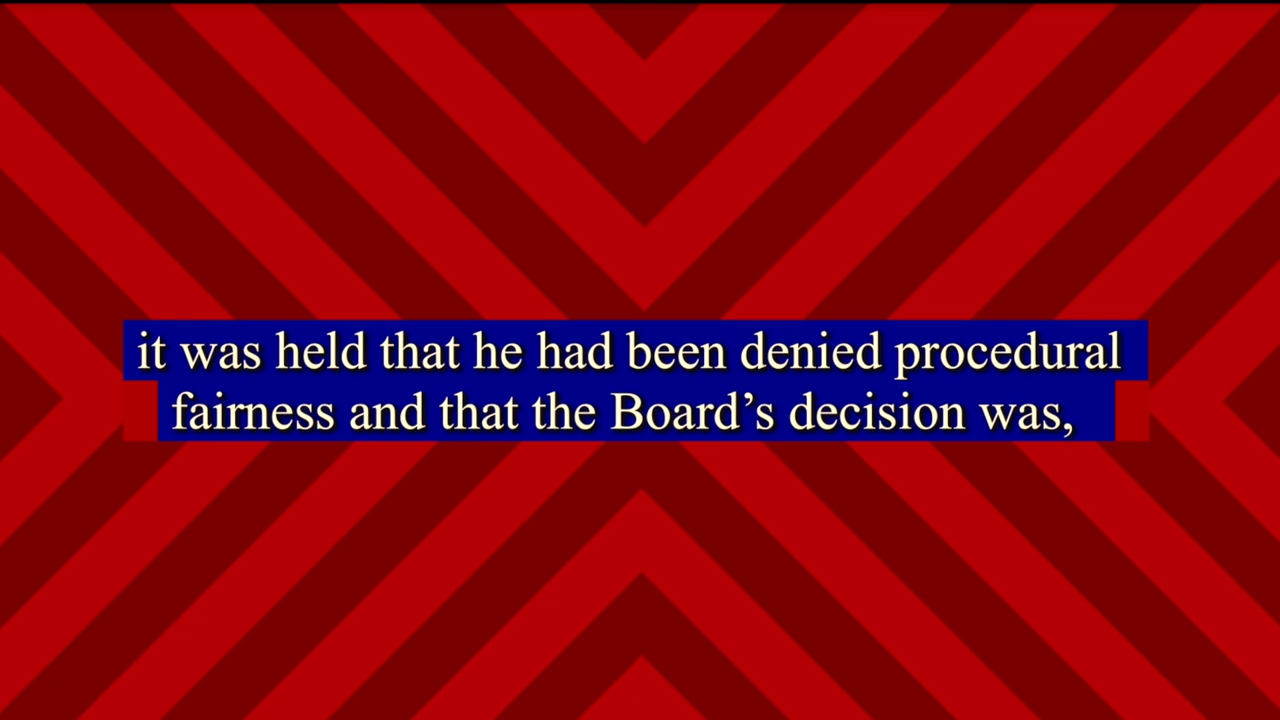 it was held that he had been denied procedural
fairness and that the Board’s decision was,